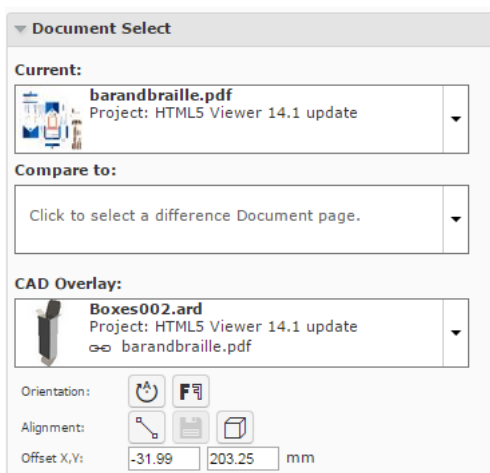 Document Select
Current:
barandbraille.pdf
Project: HTML5 Viewer 14.1 update
Compare to:
Click to select a difference Document page.
CAD Overlay:
Boxes002.ard
Project: HTML5 Viewer 14.1 update
barandbraille.pdf
Orientation:
Alignment:
Offset X,Y: -31.99 203.25 mm